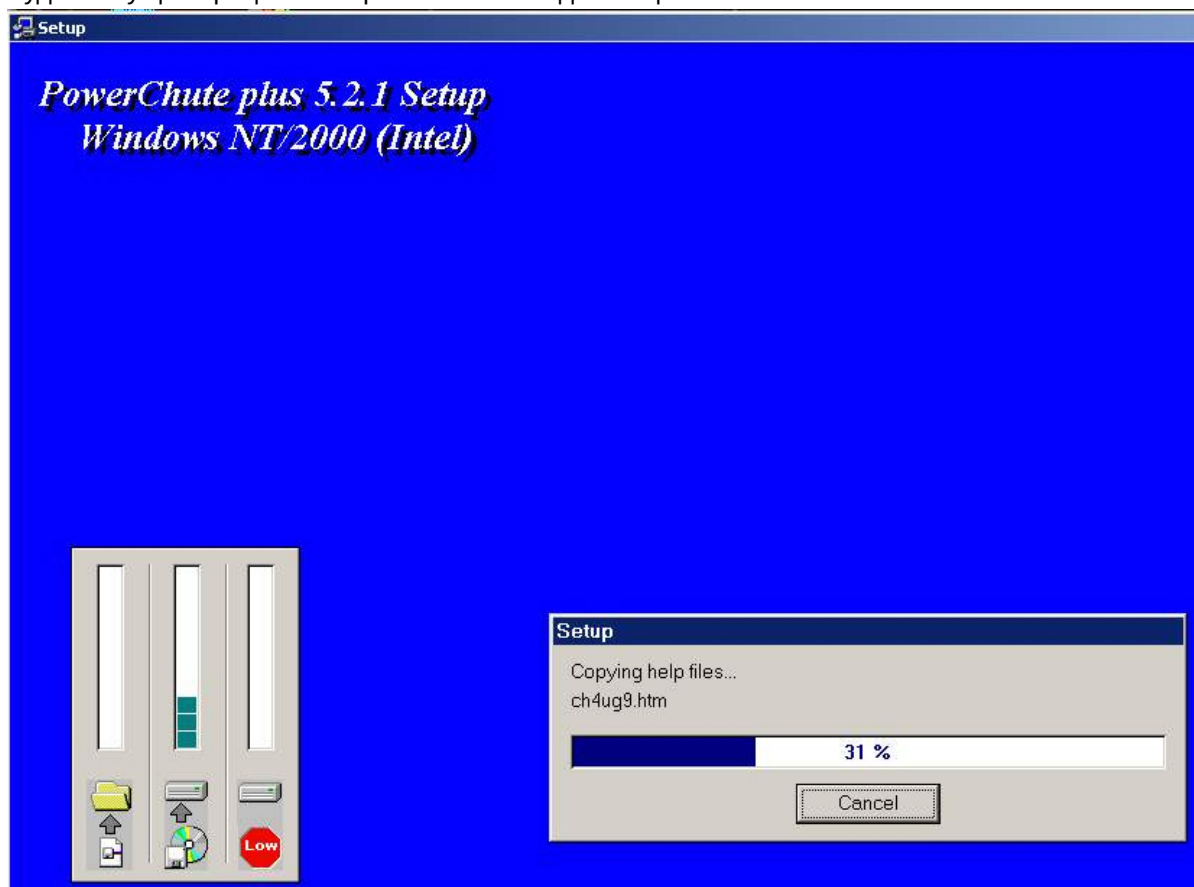 Setup
PowerChute plus 5.2.1 Setup
Windows NT/2000 (Intel)
Setup
Copying help files...
ch4ug9.htm
31 %
Cancel
Low